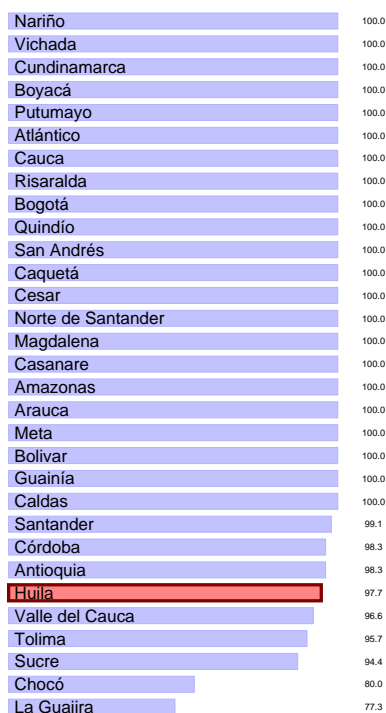 Nariño 100.0
Vichada 100.0
Cundinamarca 100.0
Boyacá 100.0
Putumayo 100.0
Atlántico 100.0
Cauca 100.0
Risaralda 100.0
Bogotá 100.0
Quindío 100.0
San Andrés 100.0
Caquetá 100.0
Cesar 100.0
Norte de Santander 100.0
Magdalena 100.0
Casanare 100.0
Amazonas 100.0
Arauca 100.0
Meta 100.0
Bolivar 100.0
Guainía 100.0
Caldas 100.0
Santander 99.1
Córdoba 98.3
Antioquia 98.3
Huila 97.7
Valle del Cauca 96.6
Tolima 95.7
Sucre 94.4
Chocó 80.0
La Guajira 77.3